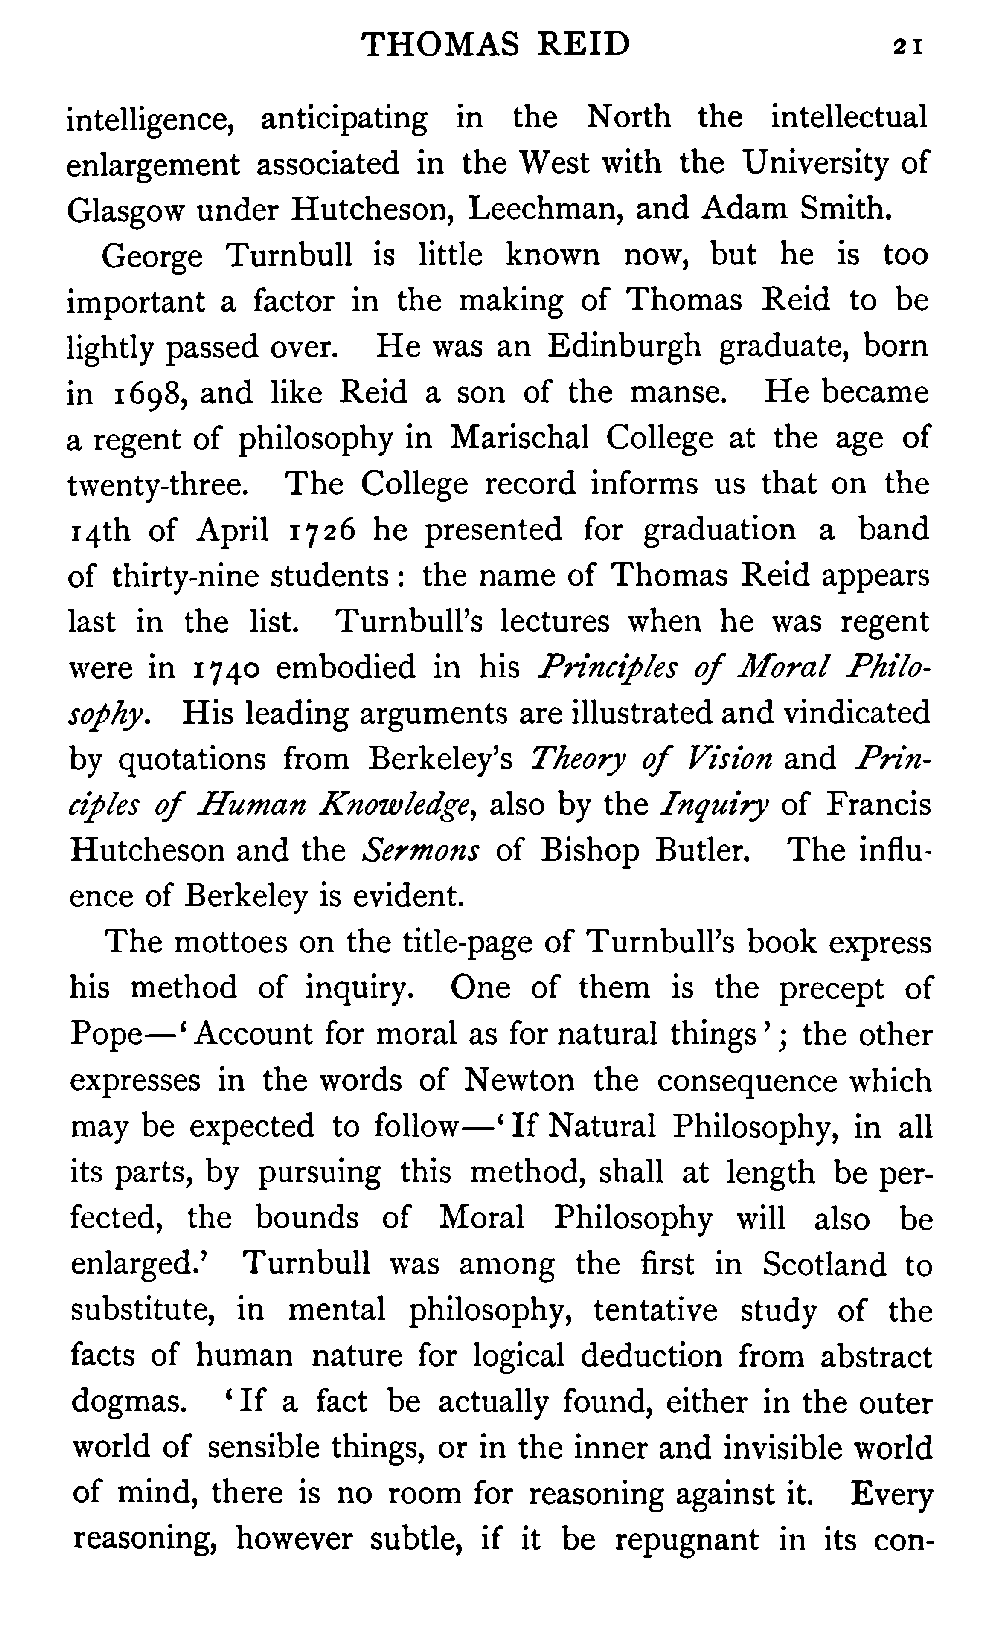 THOMAS REID 21
intelligence, anticipating in the North the intellectual
enlargement associated in the West with the University of
Glasgow under Hutcheson, Leechman, and Adam Smith.
George Turnbull is little known now, but he is too
important a factor in the making of Thomas Reid to be
lightly passed over. He was an Edinburgh graduate, born
in 1698, and like Reid a son of the manse. He became
a regent of philosophy in Marischal College at the age of
twenty-three. The College record informs us that on the
14th of April 1726 he presented for graduation a band
of thirty-nine students : the name of Thomas Reid appears
last in the list. Turnbull's lectures when he was regent
were in 1740 embodied in his Principles of Moral Philo-
sophy. His leading arguments are illustrated and vindicated
by quotations from Berkeley's Theory of Vision and Prin-
ciples of Human Knowledge, also by the Inquiry of Francis
Hutcheson and the Sermons of Bishop Butler. The influ-
ence of Berkeley is evident.
The mottoes on the title-page of Turnbull's book express
his method of inquiry. One of them is the precept of
Pope—‘Account for moral as for natural things’; the other
expresses in the words of Newton the consequence which
may be expected to follow—‘If Natural Philosophy, in all
its parts, by pursuing this method, shall at length be per-
fected, the bounds of Moral Philosophy will also be
enlarged.’ Turnbull was among the first in Scotland to
substitute, in mental philosophy, tentative study of the
facts of human nature for logical deduction from abstract
dogmas. ‘If a fact be actually found, either in the outer
world of sensible things, or in the inner and invisible world
of mind, there is no room for reasoning against it. Every
reasoning, however subtle, if it be repugnant in its con-